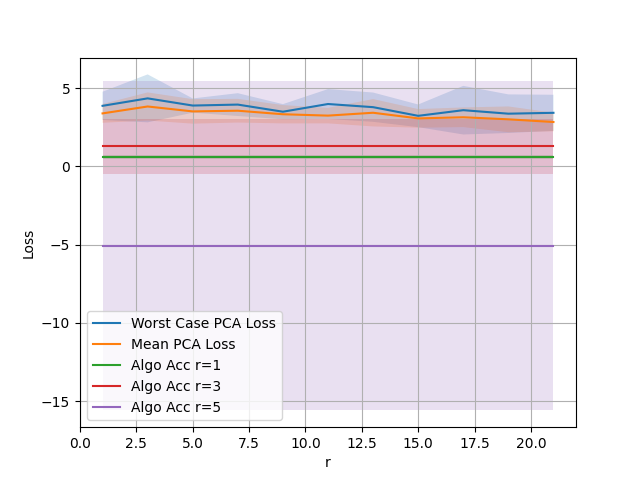 5
0
−5
−10
−15
Loss
Worst Case PCA Loss
Mean PCA Loss
Algo Acc r=1
Algo Acc r=3
Algo Acc r=5
0.0 2.5 5.0 7.5 10.0 12.5 15.0 17.5 20.0
r